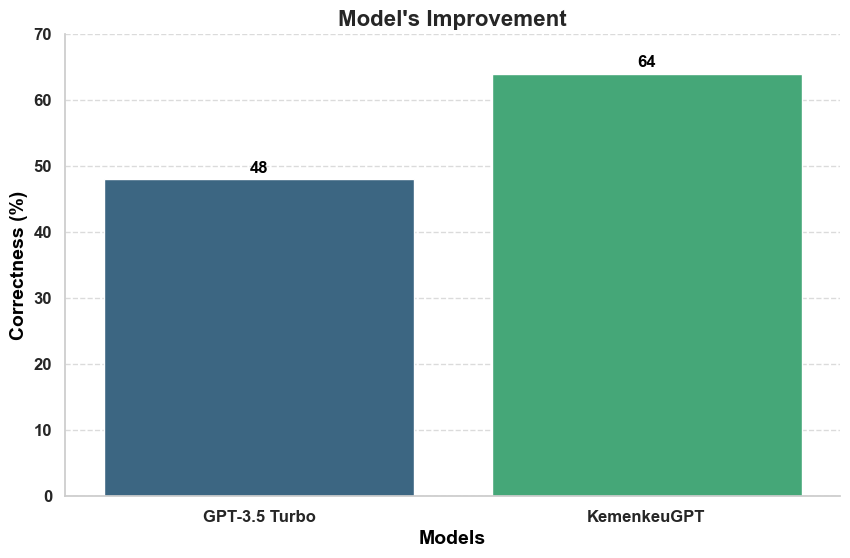 Model's Improvement
Correctness (%)
70
60
50
40
30
20
10
0
48
64
GPT-3.5 Turbo
KemenkeuGPT
Models